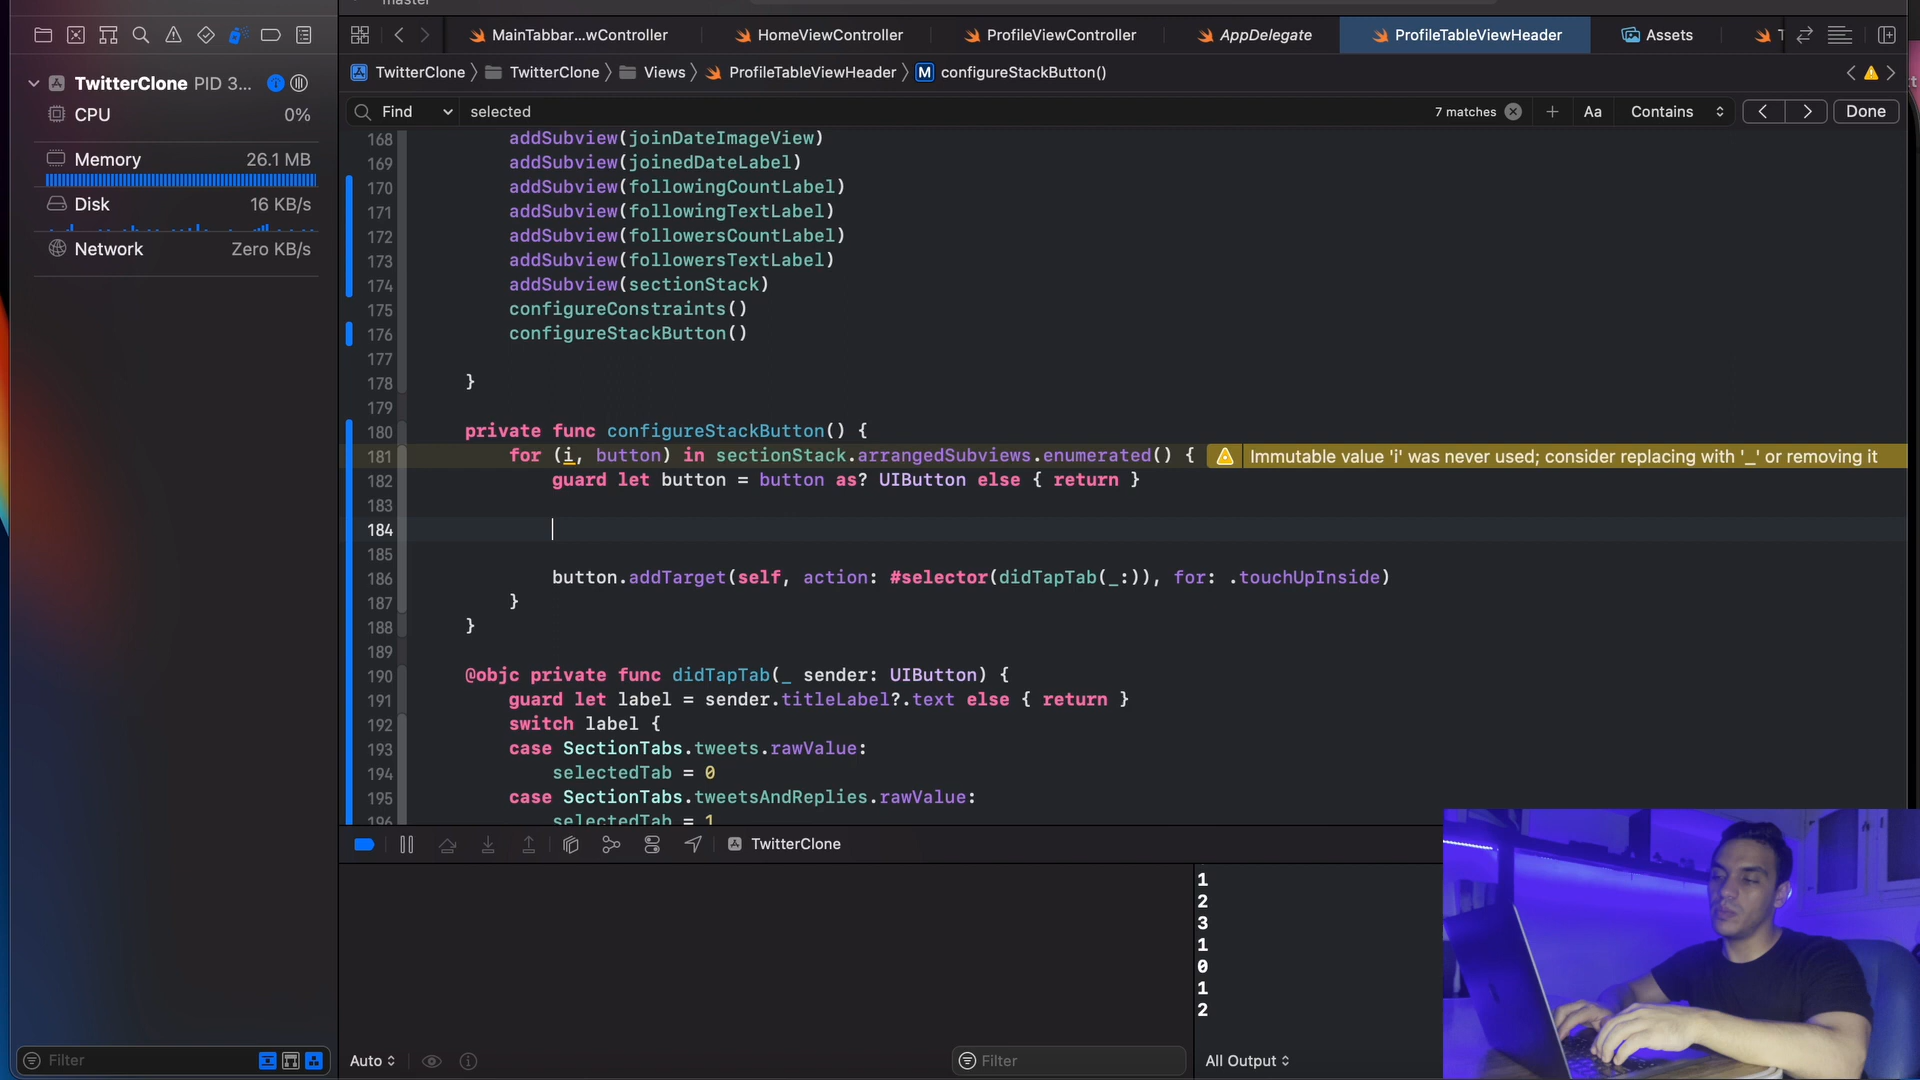 master
MainTabbar...wController
HomeViewController
ProfileViewController
AppDelegate
ProfileTableViewHeader
Assets
T
TwitterClone PID 3...
TwitterClone
TwitterClone
Views
ProfileTableViewHeader
M configureStackButton()
CPU 0%
Find selected 7 matches Aa Contains Done
Memory 26.1 MB
Disk 16 KB/s
Network Zero KB/s
168 addSubview(joinDateImageView)
169 addSubview(joinedDateLabel)
170 addSubview(followingCountLabel)
171 addSubview(followingTextLabel)
172 addSubview(followersCountLabel)
173 addSubview(followersTextLabel)
174 addSubview(sectionStack)
175 configureConstraints()
176 configureStackButton()
177
178 }
179
180 private func configureStackButton() {
181 for (i, button) in sectionStack.arrangedSubviews.enumerated() { Immutable value 'i' was never used; consider replacing with '_' or removing it
182 guard let button = button as? UIButton else { return }
183
184
185
186 button.addTarget(self, action: #selector(didTapTab(_:)), for: .touchUpInside)
187 }
188 }
189
190 @objc private func didTapTab(_ sender: UIButton) {
191 guard let label = sender.titleLabel?.text else { return }
192 switch label {
193 case SectionTabs.tweets.rawValue:
194 selectedTab = 0
195 case SectionTabs.tweetsAndReplies.rawValue:
196 selectedTab = 1
TwitterClone
1
2
3
1
0
1
2
Filter
Auto
Filter
All Output